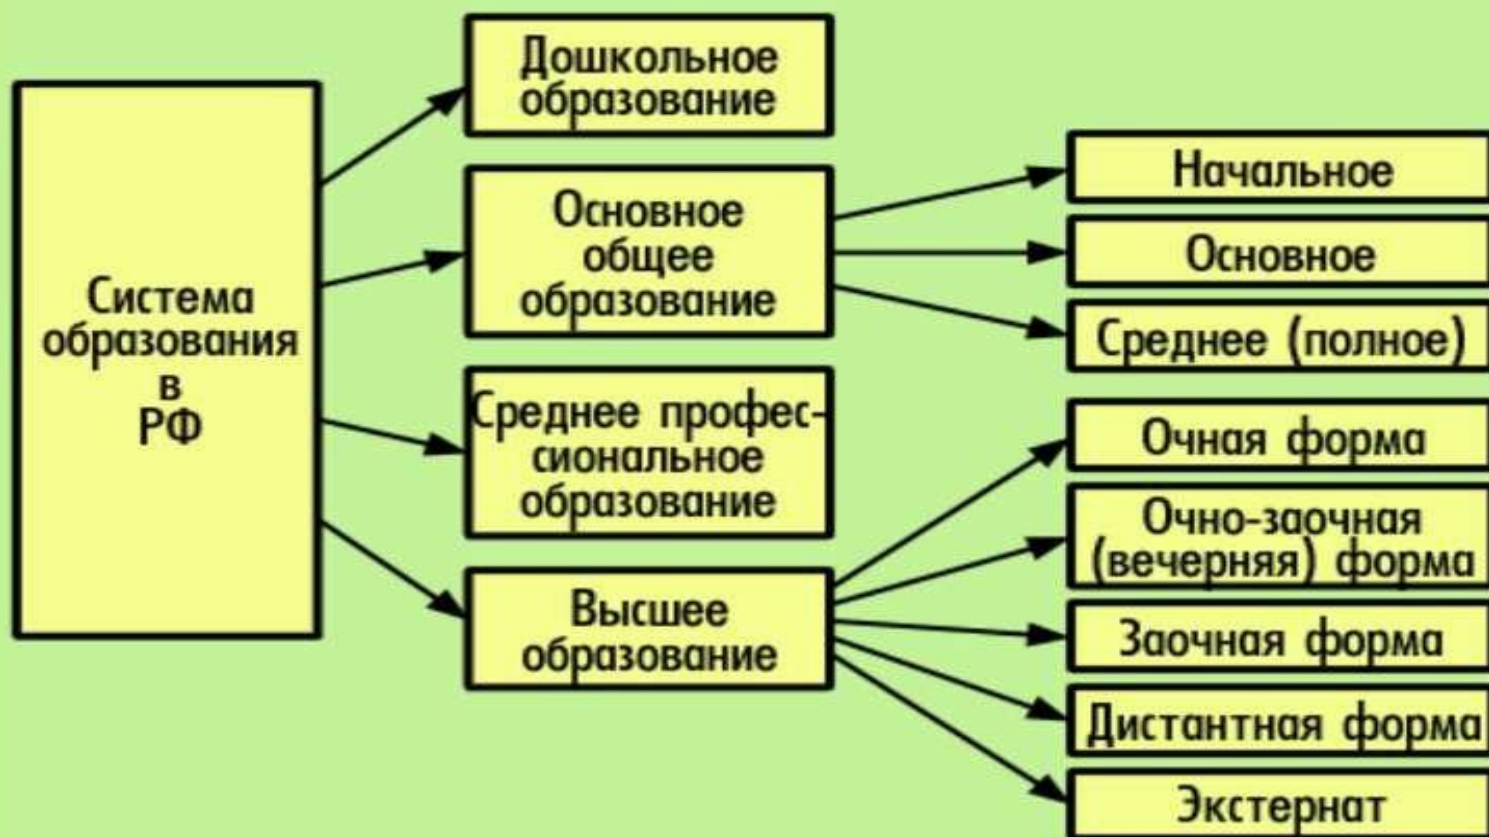 Система
образования
в
РФ
Дошкольное
образование
Основное
общее
образование
Среднее профес-
сиональное
образование
Высшее
образование
Начальное
Основное
Среднее (полное)
Очная форма
Очно-заочная
(вечерняя) форма
Заочная форма
Дистантная форма
Экстернат